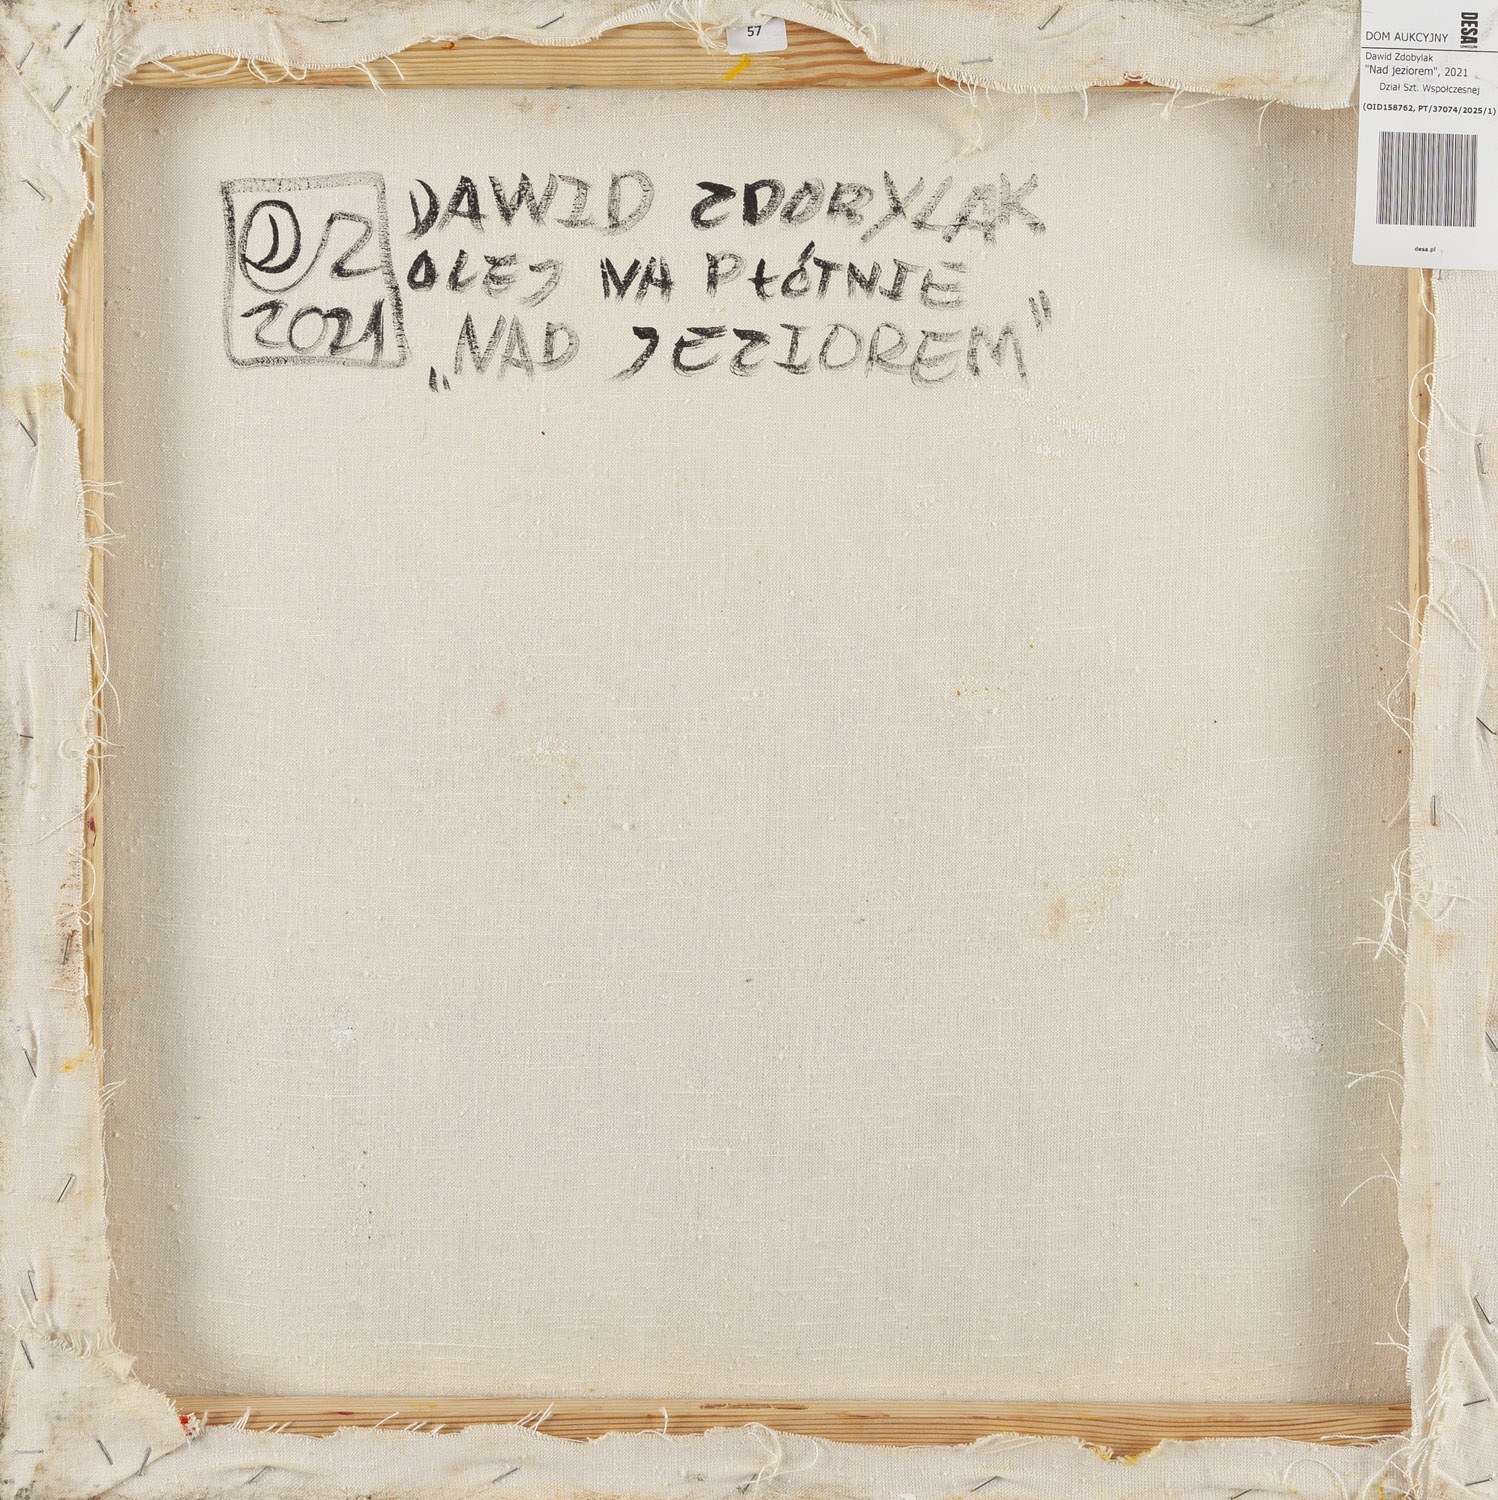 57
DOM AUKCYJNY DESA
Dawid Zdobylak
"Nad jeziorem", 2021
Dział Szt. Współczesnej
(OID158762, PT/37074/2025/1)
desa.pl
DZ
2021
DAWID ZDOBYLAK
OLEJ NA PŁÓTNIE
„NAD JEZIOREM"